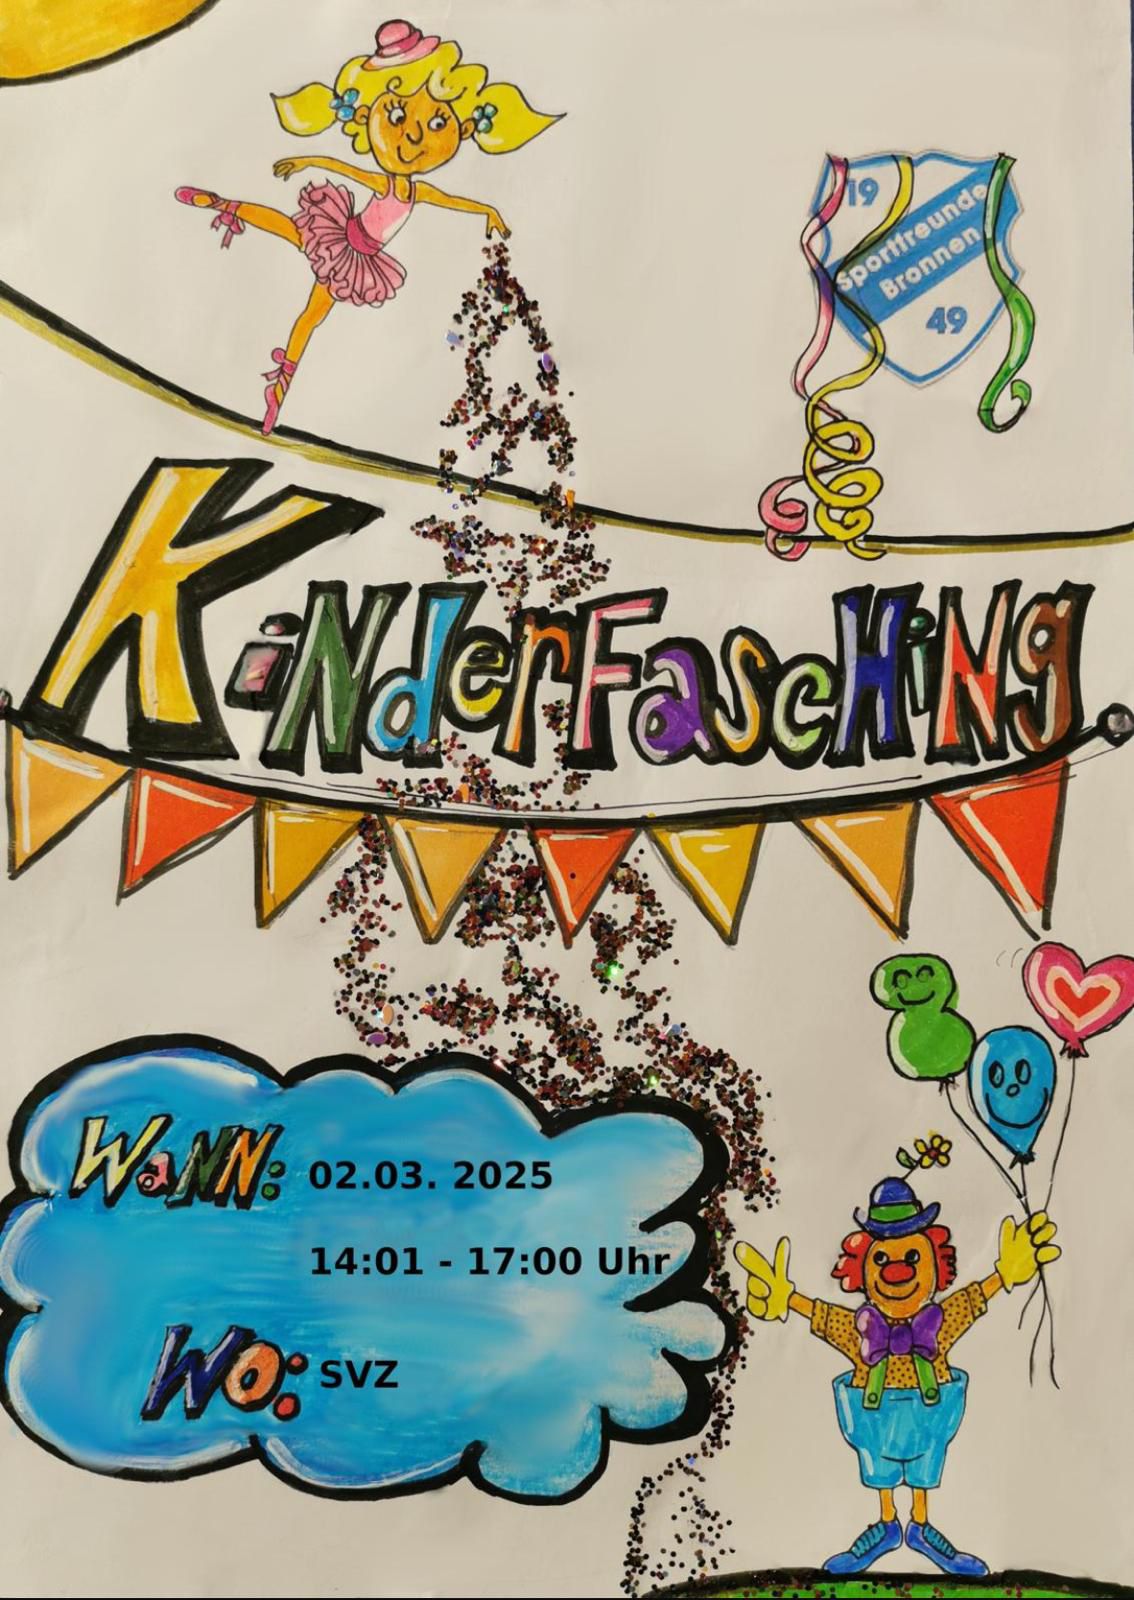 19
Sportfreunde
Bronnen
49
KiNderFascHiNg.
WaNN: 02.03. 2025
14:01 - 17:00 Uhr
WO: SVZ